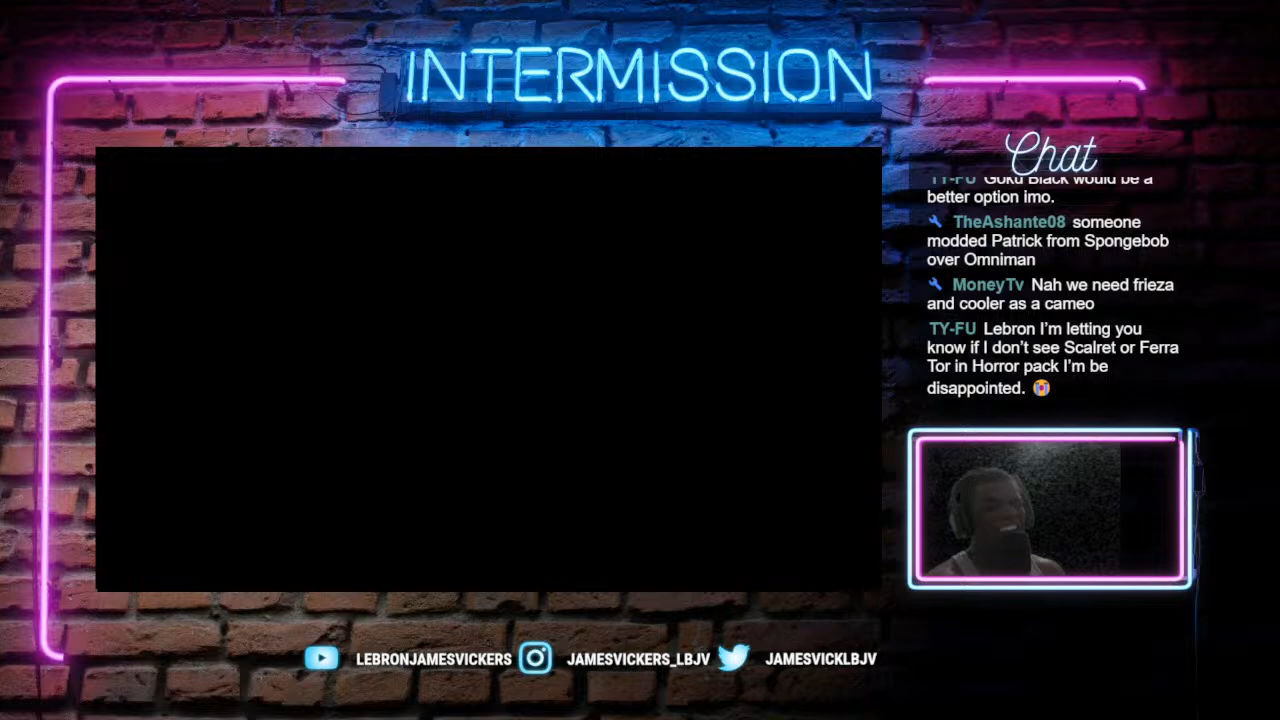 INTERMISSION
Chat
TY-FU Goku Black would be a
better option imo.
TheAshante08 someone
modded Patrick from Spongebob
over Omniman
MoneyTv Nah we need frieza
and cooler as a cameo
TY-FU Lebron I’m letting you
know if I don’t see Scalret or Ferra
Tor in Horror pack I’m be
disappointed. 😭
LEBRONJAMESVICKERS JAMESVICKERS_LBJV JAMESVICKLBJV